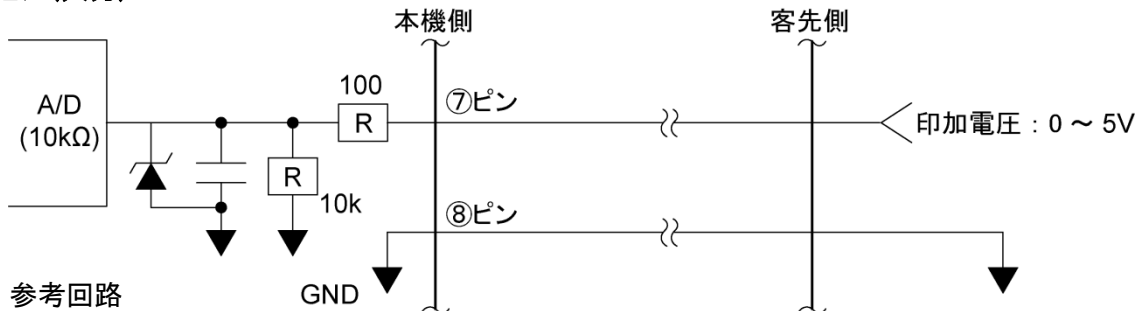 本機側
客先側
A/D
(10kΩ)
100
R
R
10k
⑦ピン
印加電圧：0 ～ 5V
⑧ピン
参考回路
GND